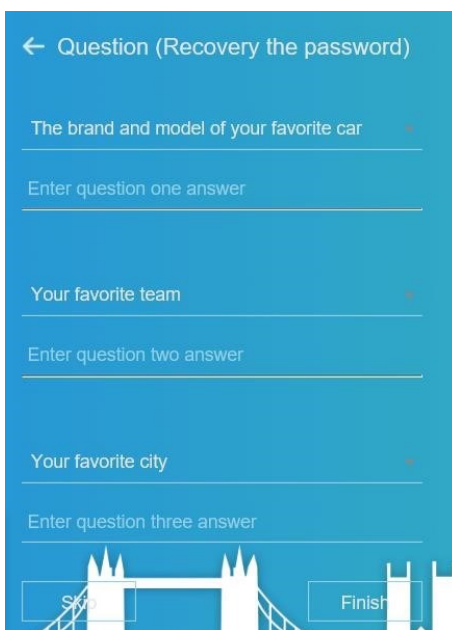 Question (Recovery the password)
The brand and model of your favorite car
Enter question one answer
Your favorite team
Enter question two answer
Your favorite city
Enter question three answer
Skip
Finish